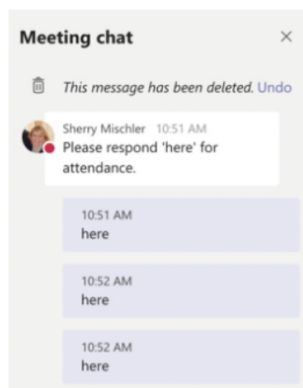 Meeting chat
This message has been deleted. Undo
Sherry Mischler 10:51 AM
Please respond 'here' for
attendance.
10:51 AM
here
10:52 AM
here
10:52 AM
here